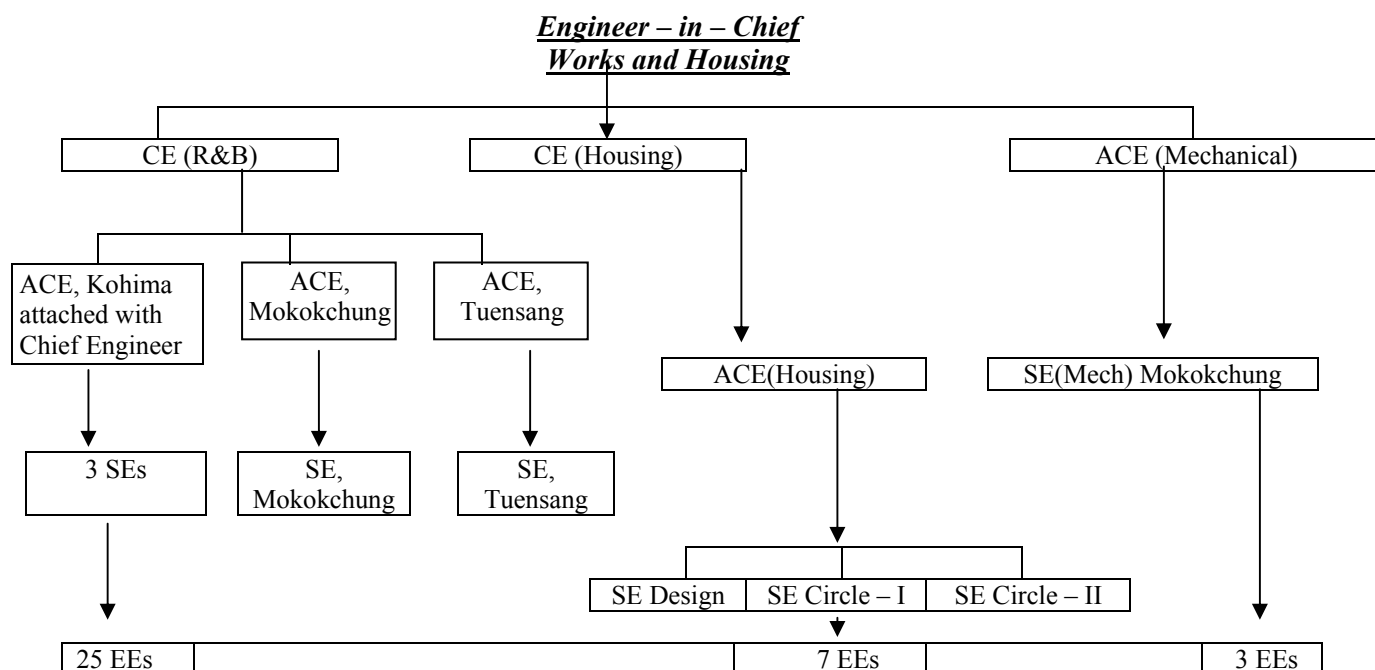 Engineer – in – Chief
Works and Housing
CE (R&B)
CE (Housing)
ACE (Mechanical)
ACE, Kohima
attached with
Chief Engineer
ACE,
Mokokchung
ACE,
Tuensang
ACE(Housing)
SE(Mech) Mokokchung
3 SEs
SE,
Mokokchung
SE,
Tuensang
SE Design
SE Circle – I
SE Circle – II
25 EEs
7 EEs
3 EEs